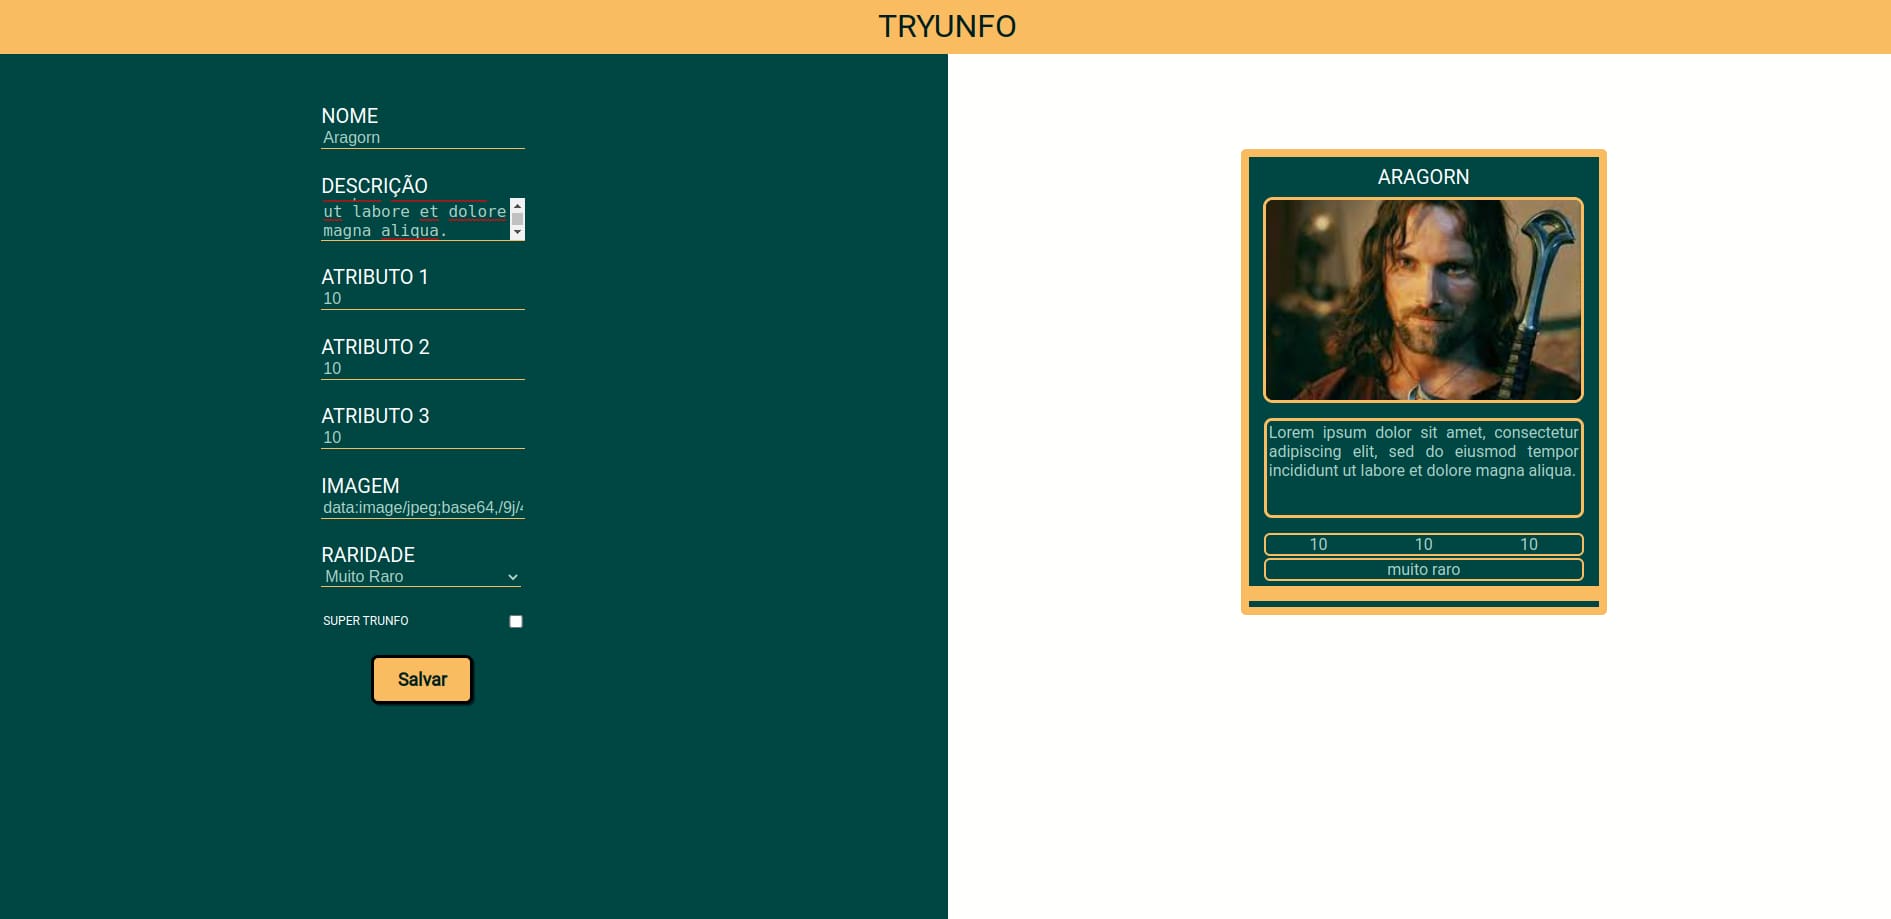 TRYUNFO
NOME
Aragorn
DESCRIÇÃO
ut labore et dolore
magna aliqua.
ATRIBUTO 1
10
ATRIBUTO 2
10
ATRIBUTO 3
10
IMAGEM
data:image/jpeg;base64,/9j/4
RARIDADE
Muito Raro
SUPER TRUNFO
Salvar
ARAGORN
Lorem ipsum dolor sit amet, consectetur
adipiscing elit, sed do eiusmod tempor
incididunt ut labore et dolore magna aliqua.
10 10 10
muito raro